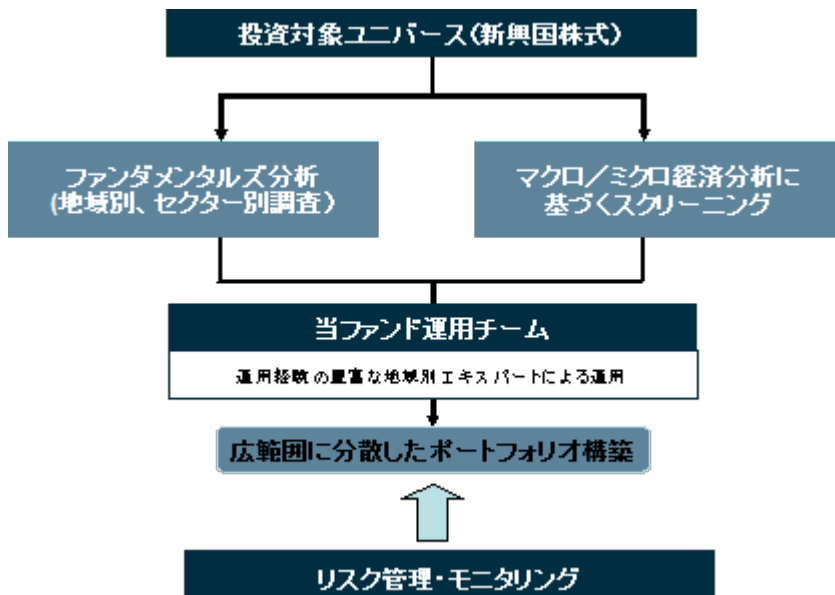 投資対象ユニバース(新興国株式)
ファンダメンタルズ分析
(地域別、セクター別調査)
マクロ/ミクロ経済分析に
基づくスクリーニング
当ファンド運用チーム
運用経験の豊富な地域別エキスパートによる運用
広範囲に分散したポートフォリオ構築
リスク管理・モニタリング